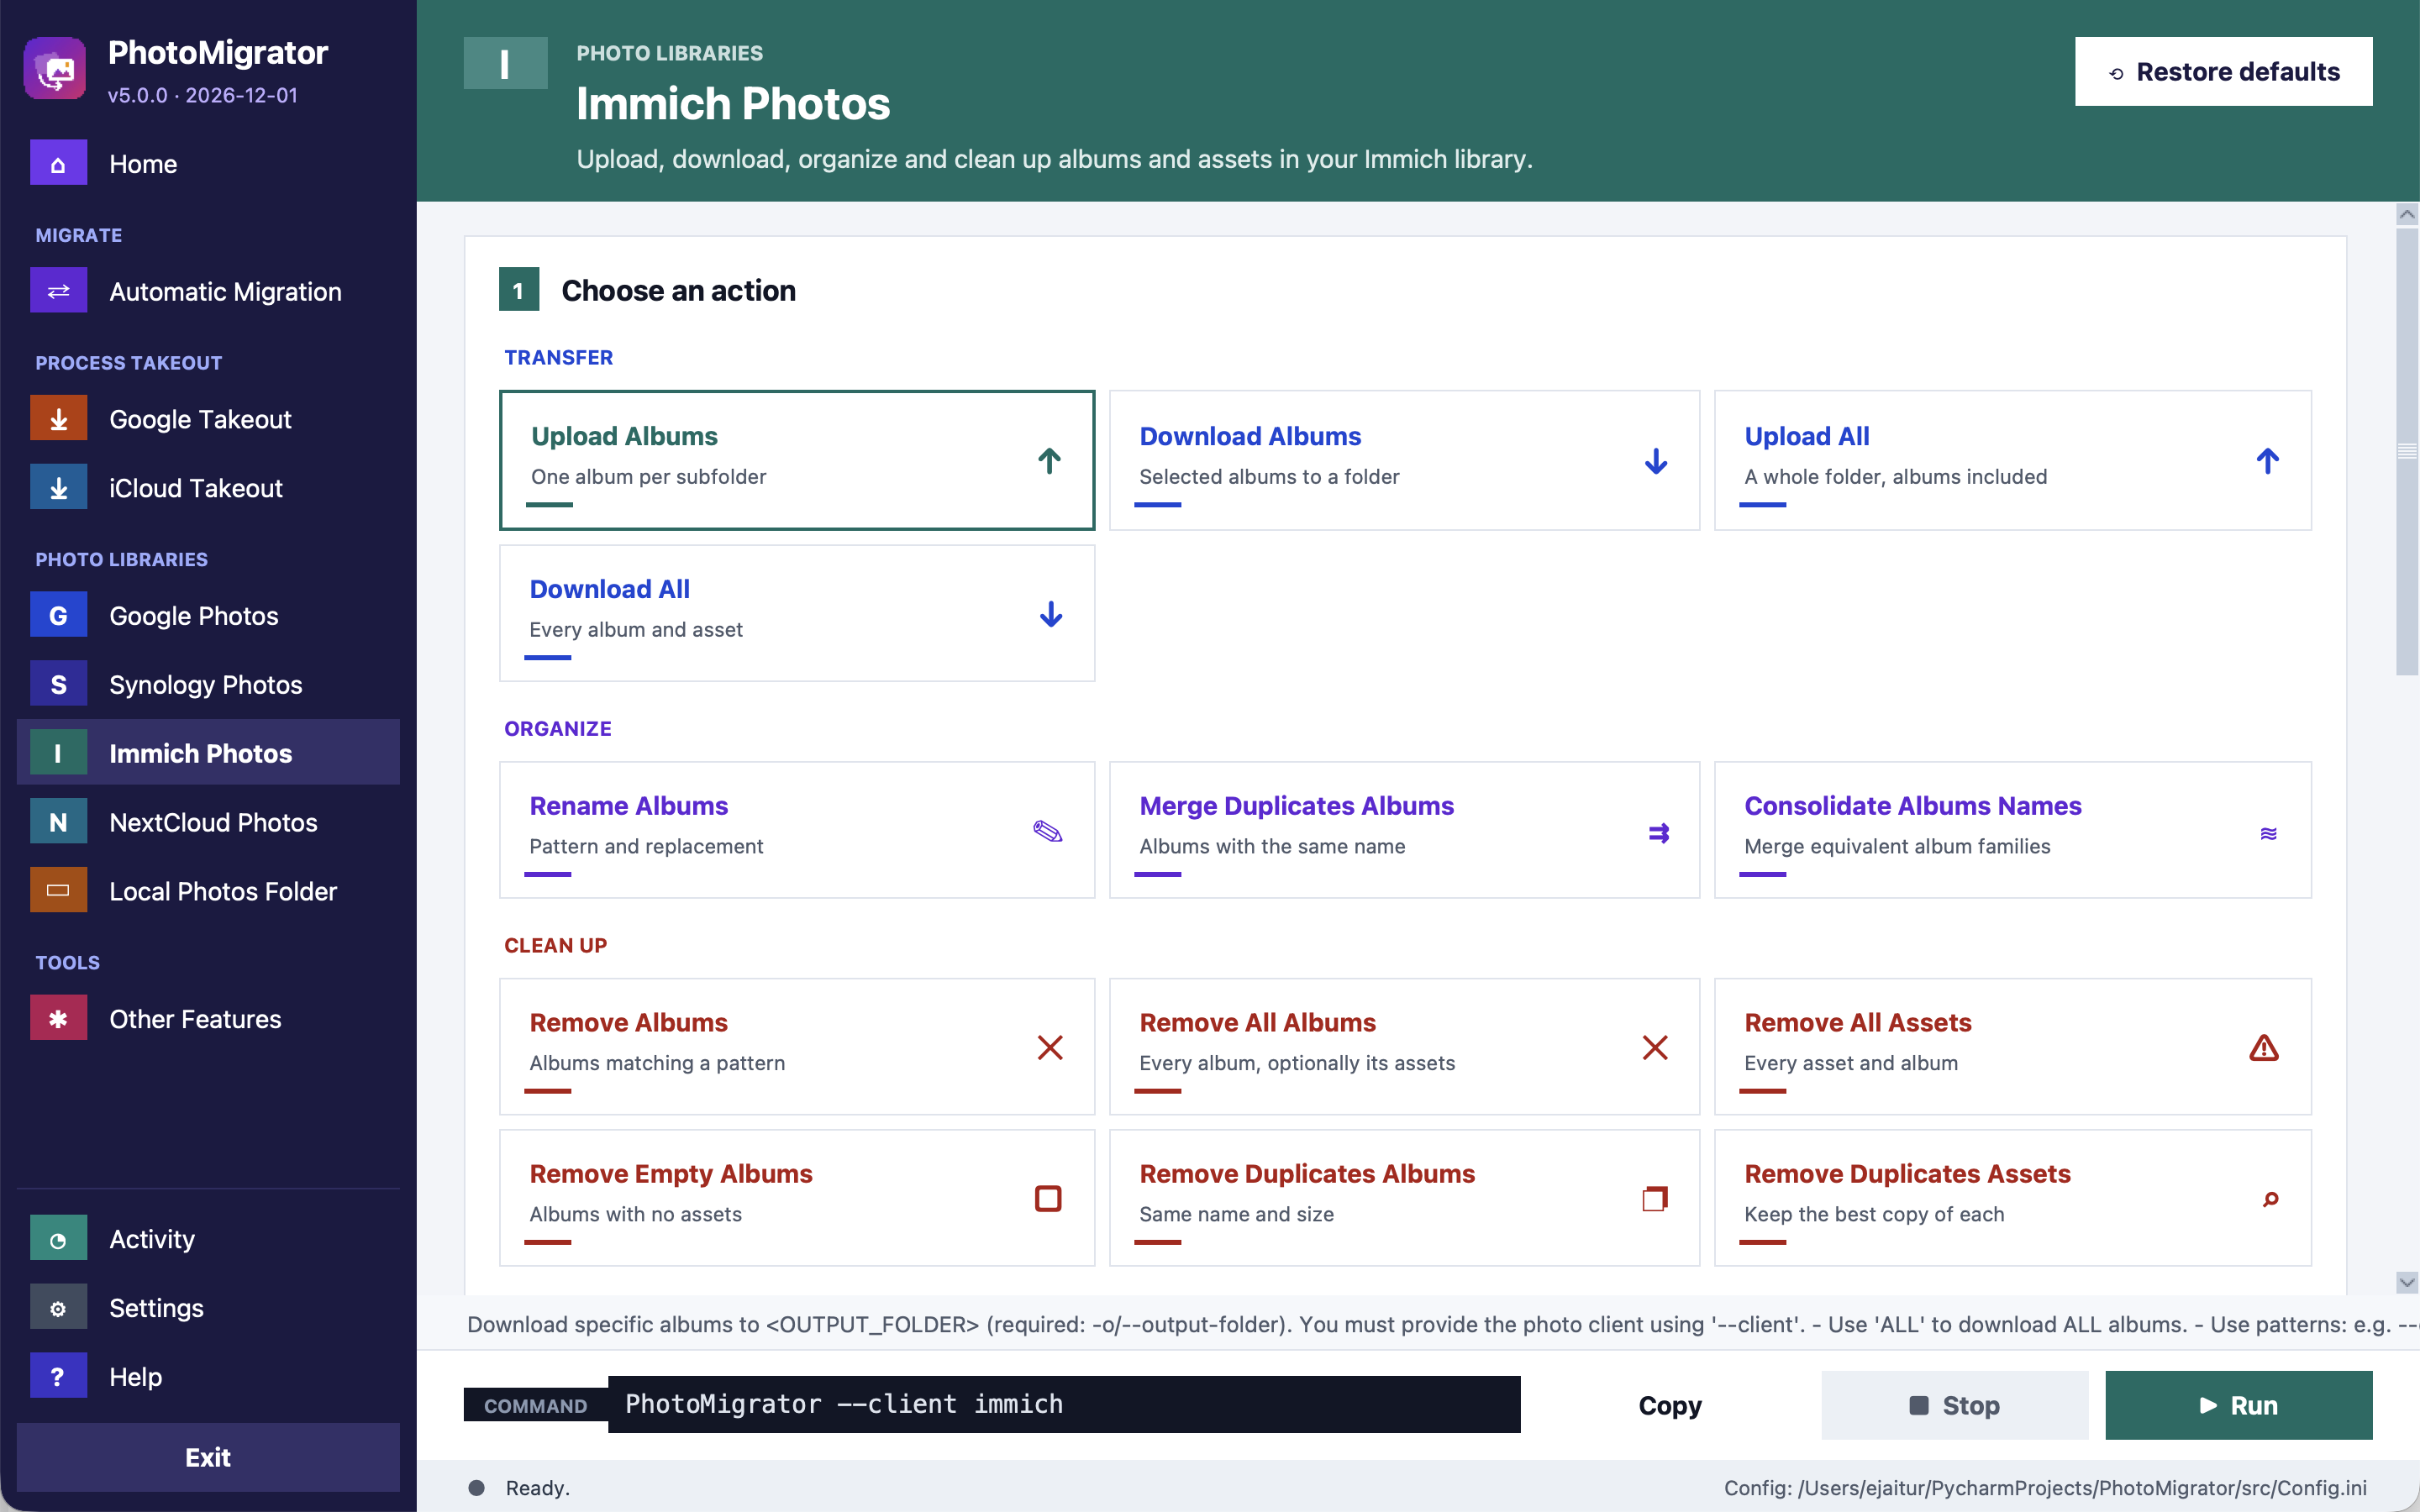 PhotoMigrator
v5.0.0 · 2026-12-01
Home
MIGRATE
Automatic Migration
PROCESS TAKEOUT
Google Takeout
iCloud Takeout
PHOTO LIBRARIES
G Google Photos
S Synology Photos
I Immich Photos
N NextCloud Photos
Local Photos Folder
TOOLS
Other Features
Activity
Settings
? Help
Exit
I
PHOTO LIBRARIES
Immich Photos
Upload, download, organize and clean up albums and assets in your Immich library.
Restore defaults
1 Choose an action
TRANSFER
Upload Albums
One album per subfolder
Download Albums
Selected albums to a folder
Upload All
A whole folder, albums included
Download All
Every album and asset
ORGANIZE
Rename Albums
Pattern and replacement
Merge Duplicates Albums
Albums with the same name
Consolidate Albums Names
Merge equivalent album families
CLEAN UP
Remove Albums
Albums matching a pattern
Remove All Albums
Every album, optionally its assets
Remove All Assets
Every asset and album
Remove Empty Albums
Albums with no assets
Remove Duplicates Albums
Same name and size
Remove Duplicates Assets
Keep the best copy of each
Download specific albums to <OUTPUT_FOLDER> (required: -o/--output-folder). You must provide the photo client using '--client'. - Use 'ALL' to download ALL albums. - Use patterns: e.g. --
COMMAND PhotoMigrator --client immich
Copy
Stop
Run
Ready.
Config: /Users/ejaitur/PycharmProjects/PhotoMigrator/src/Config.ini